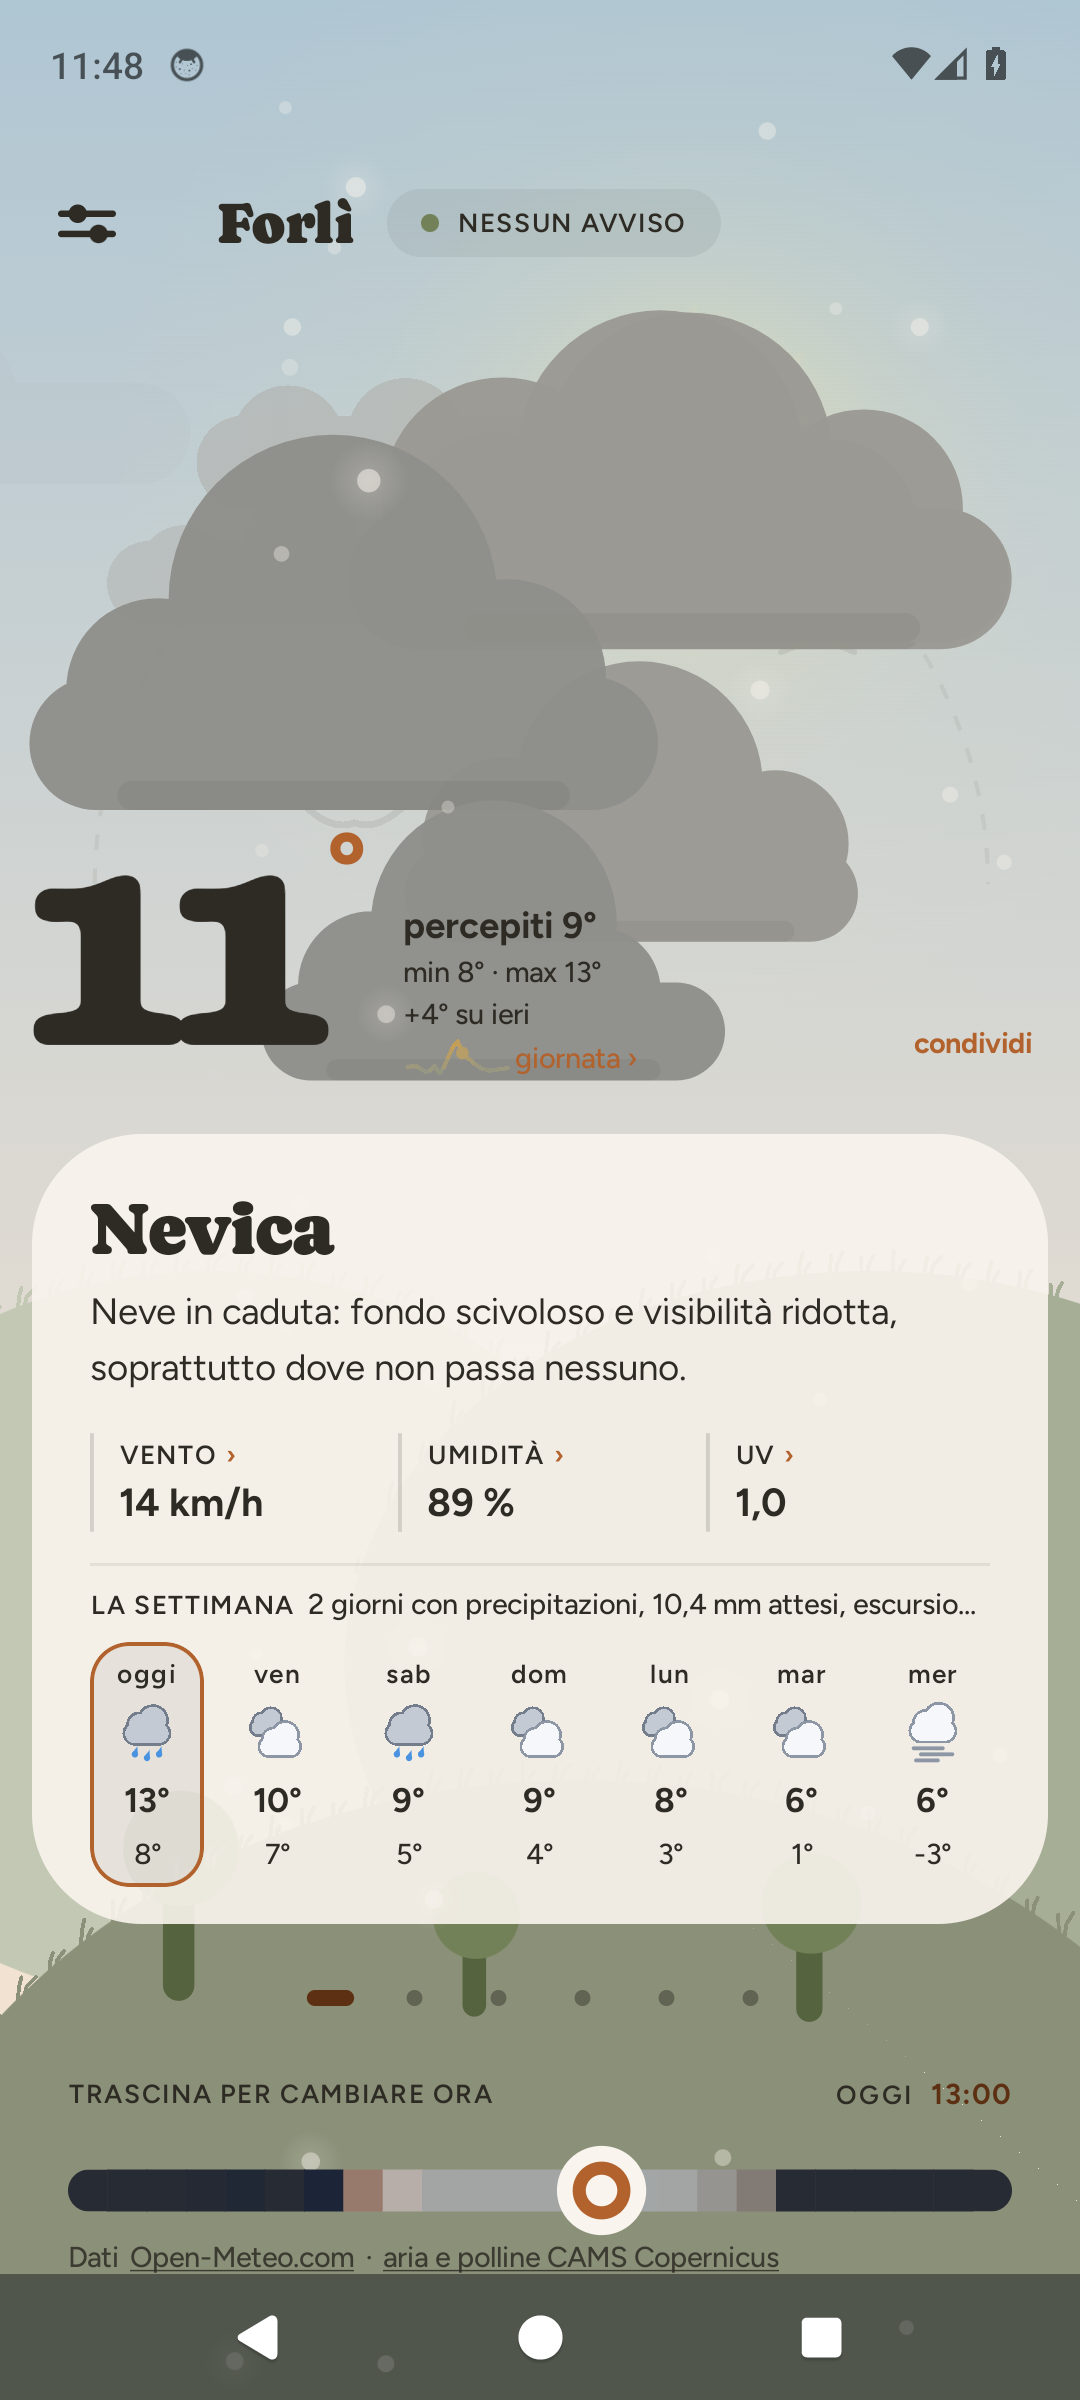 11:48
Forlì
NESSUN AVVISO
11
percepiti 9°
min 8° · max 13°
+4° su ieri
giornata ›
condividi
Nevica
Neve in caduta: fondo scivoloso e visibilità ridotta,
soprattutto dove non passa nessuno.
VENTO › UMIDITÀ › UV ›
14 km/h 89 % 1,0
LA SETTIMANA 2 giorni con precipitazioni, 10,4 mm attesi, escursio...
oggi ven sab dom lun mar mer
13° 10° 9° 9° 8° 6° 6°
8° 7° 5° 4° 3° 1° -3°
TRASCINA PER CAMBIARE ORA OGGI 13:00
Dati Open-Meteo.com · aria e polline CAMS Copernicus